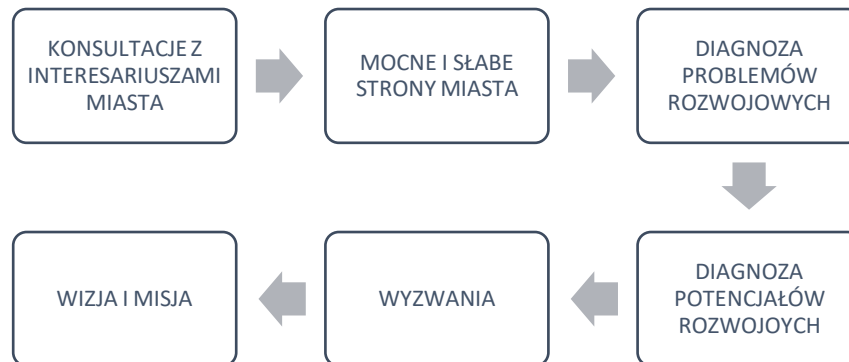 KONSULTACJE Z
INTERESARIUSZAMI
MIASTA
MOCNE I SŁABE
STRONY MIASTA
DIAGNOZA
PROBLEMÓW
ROZWOJOWYCH
DIAGNOZA
POTENCJAŁÓW
ROZWOJOYCH
WYZWANIA
WIZJA I MISJA